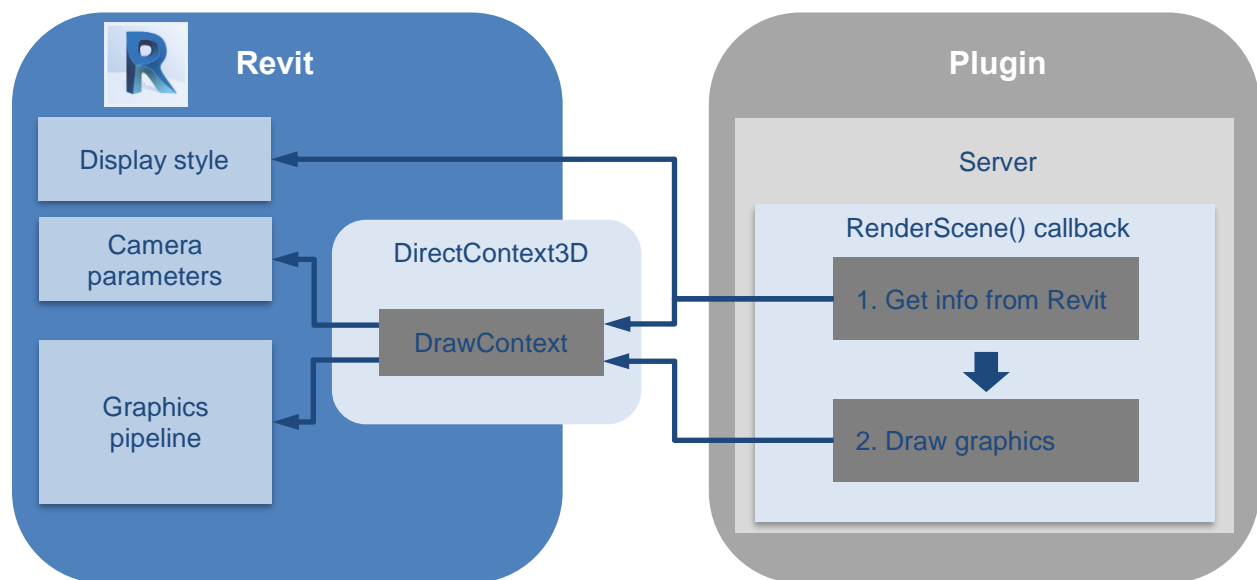 R
Revit
Display style
Camera
parameters
Graphics
pipeline
DirectContext3D
DrawContext
Plugin
Server
RenderScene() callback
1. Get info from Revit
2. Draw graphics